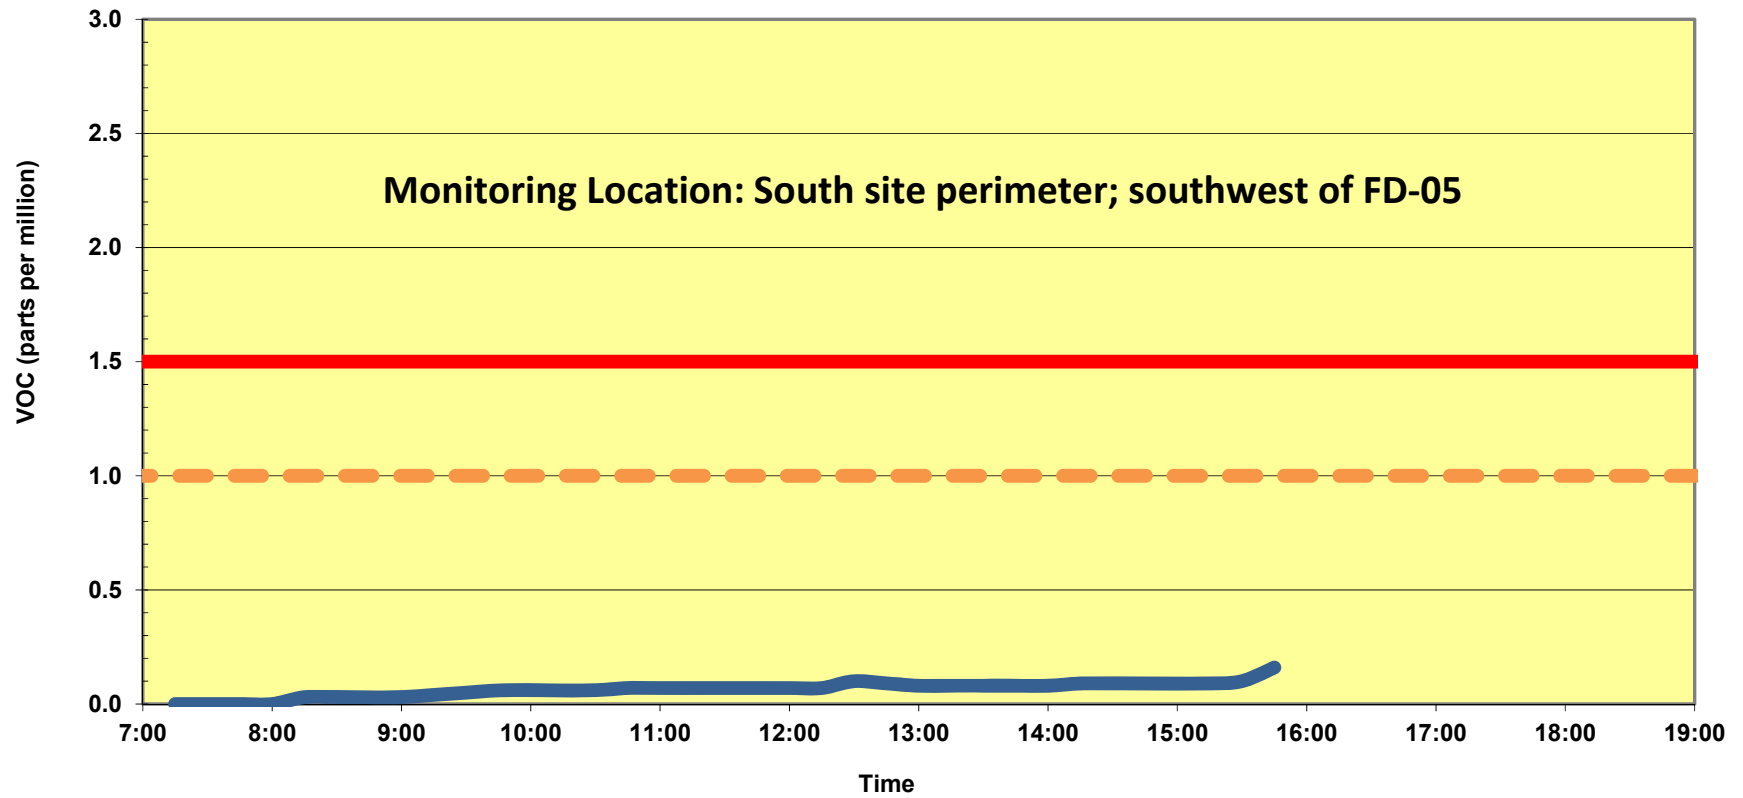 3.0
2.5
Monitoring Location: South site perimeter; southwest of FD-05
2.0
VOC (parts per million)
1.5
1.0
0.5
0.0
7:00 8:00 9:00 10:00 11:00 12:00 13:00 14:00 15:00 16:00 17:00 18:00 19:00
Time